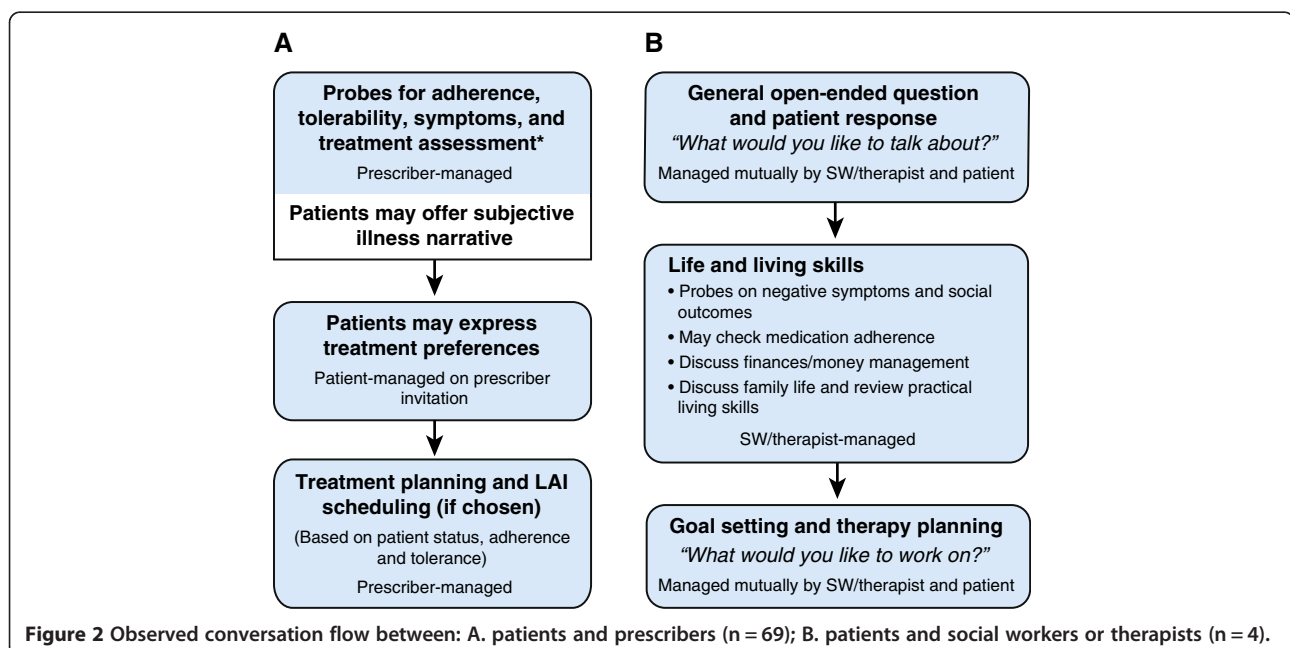 A
Probes for adherence,
tolerability, symptoms, and
treatment assessment*
Prescriber-managed
Patients may offer subjective
illness narrative
Patients may express
treatment preferences
Patient-managed on prescriber
invitation
Treatment planning and LAI
scheduling (if chosen)
(Based on patient status, adherence
and tolerance)
Prescriber-managed
B
General open-ended question
and patient response
"What would you like to talk about?"
Managed mutually by SW/therapist and patient
Life and living skills
• Probes on negative symptoms and social
outcomes
• May check medication adherence
• Discuss finances/money management
• Discuss family life and review practical
living skills
SW/therapist-managed
Goal setting and therapy planning
"What would you like to work on?"
Managed mutually by SW/therapist and patient
Figure 2 Observed conversation flow between: A. patients and prescribers (n = 69); B. patients and social workers or therapists (n = 4).